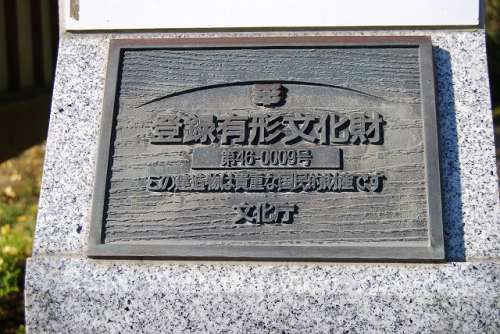 登録有形文化財
第46-0009号
この建造物は貴重な国民的財産です
文化庁